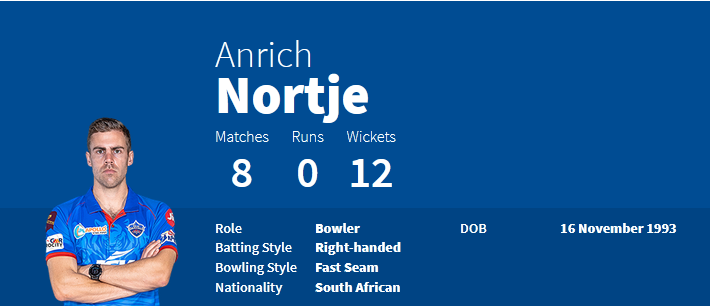 Anrich
Nortje
Matches Runs Wickets
8 0 12
Role Bowler DOB 16 November 1993
Batting Style Right-handed
Bowling Style Fast Seam
Nationality South African
APOLLO